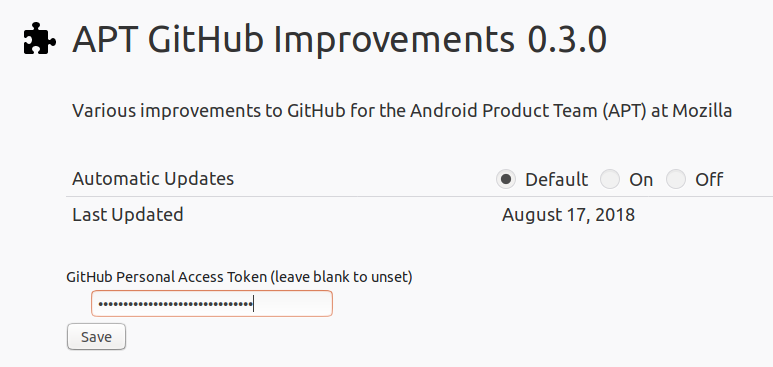 APT GitHub Improvements 0.3.0
Various improvements to GitHub for the Android Product Team (APT) at Mozilla
Automatic Updates Default On Off
Last Updated August 17, 2018
GitHub Personal Access Token (leave blank to unset)
•••••••••••••••••••••••••••••••
Save